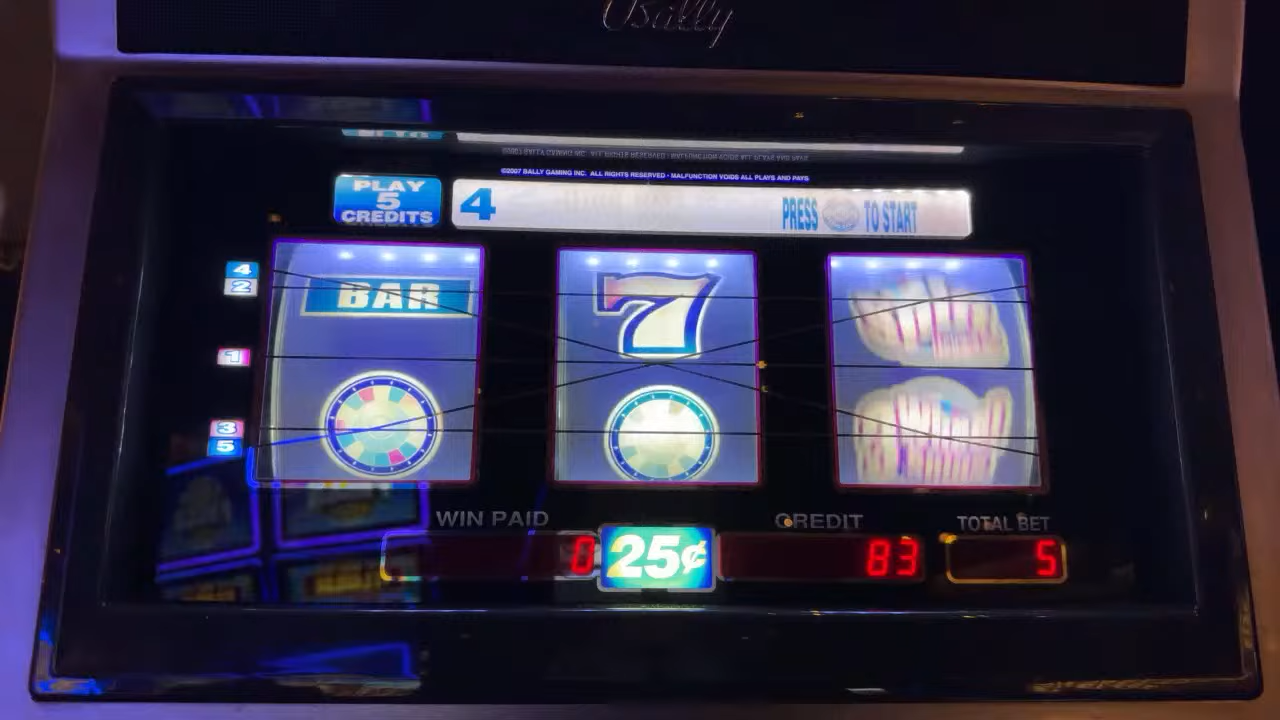 Bally
©2007 BALLY GAMING INC. ALL RIGHTS RESERVED • MALFUNCTION VOIDS ALL PLAYS AND PAYS
PLAY
5
CREDITS
4
PRESS TO START
4
2
BAR
7
1
3
5
WIN PAID
CREDIT
TOTAL BET
0
25¢
83
5